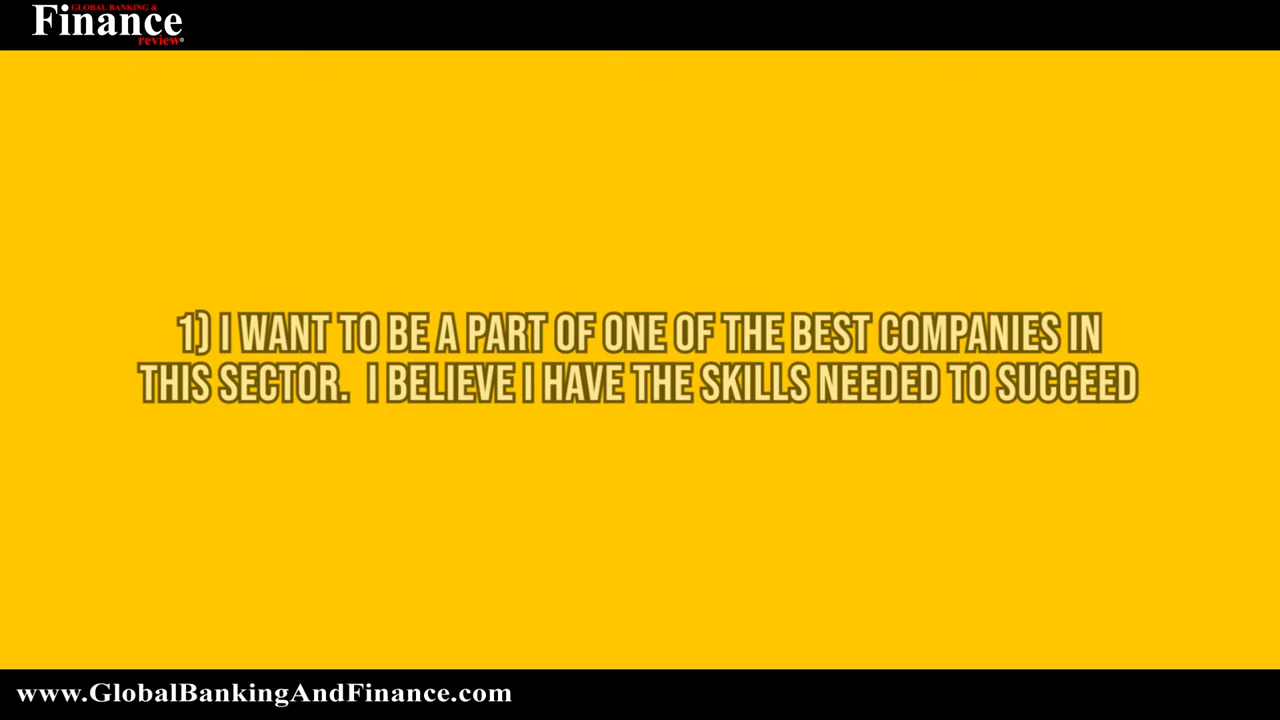 GLOBAL BANKING &
Finance
review
1) I WANT TO BE A PART OF ONE OF THE BEST COMPANIES IN
THIS SECTOR. I BELIEVE I HAVE THE SKILLS NEEDED TO SUCCEED
www.GlobalBankingAndFinance.com